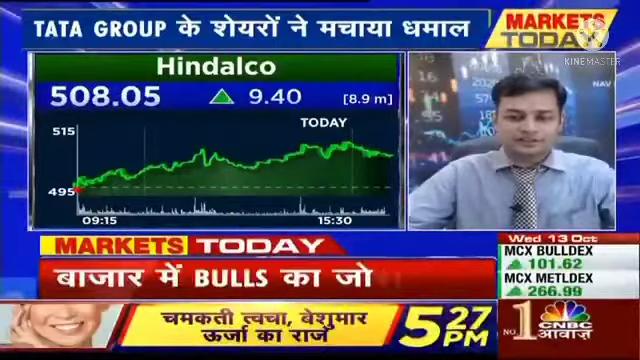 TATA GROUP के शेयरों ने मचाया धमाल
MARKETS
TODAY
KINEMASTER
Hindalco
508.05 9.40 [8.9 m]
TODAY
515
495
09:15 15:30
NAV
MARKETS TODAY
बाजार में BULLS का जो
Wed 13 Oct
MCX BULLDEX
101.62
MCX METLDEX
266.99
चमकती त्वचा, बेशुमार
ऊर्जा का राज
5 27 PM
NO.1 CNBC
आवाज़